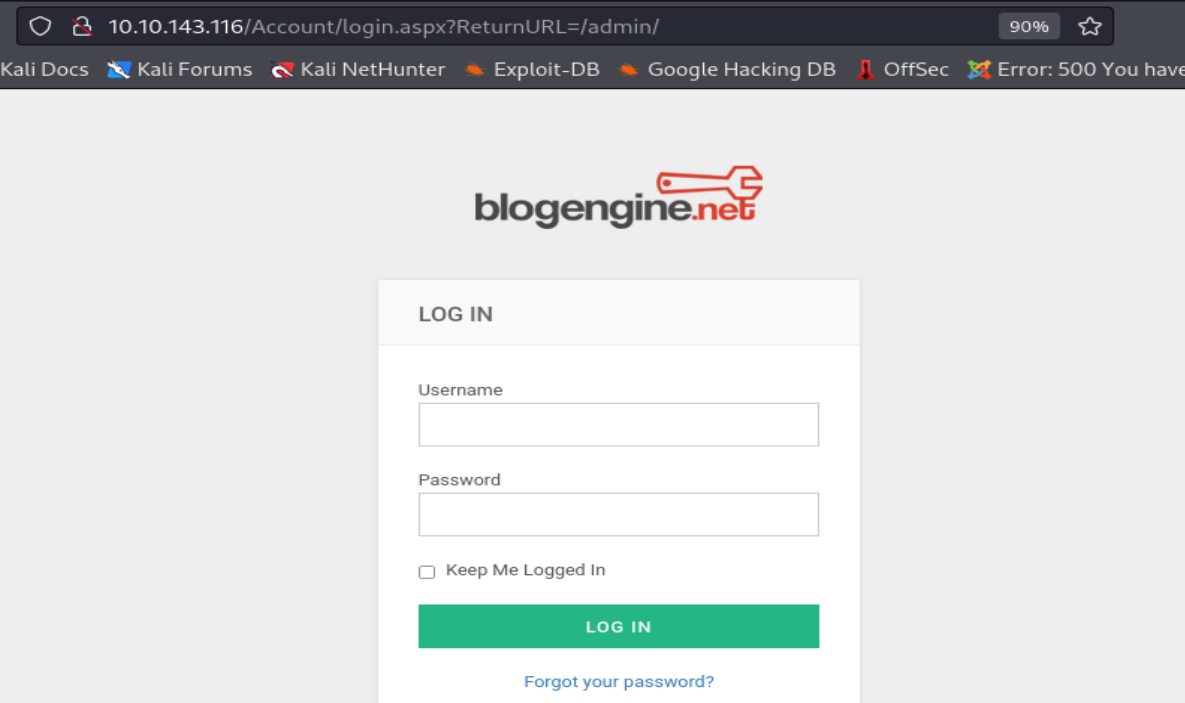 10.10.143.116/Account/login.aspx?ReturnURL=/admin/ 90%
Kali Docs Kali Forums Kali NetHunter Exploit-DB Google Hacking DB OffSec Error: 500 You have
blogengine.net
LOG IN
Username
Password
Keep Me Logged In
LOG IN
Forgot your password?